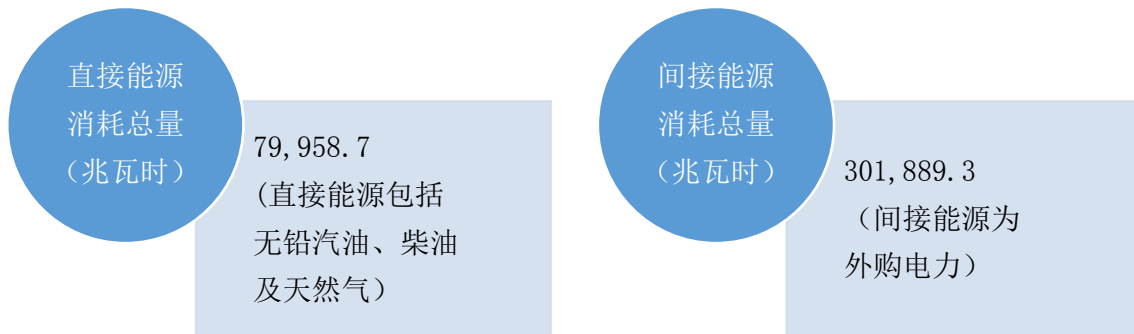 直接能源
消耗总量
（兆瓦时）
79,958.7
(直接能源包括
无铅汽油、柴油
及天然气）
间接能源
消耗总量
（兆瓦时）
301,889.3
（间接能源为
外购电力）